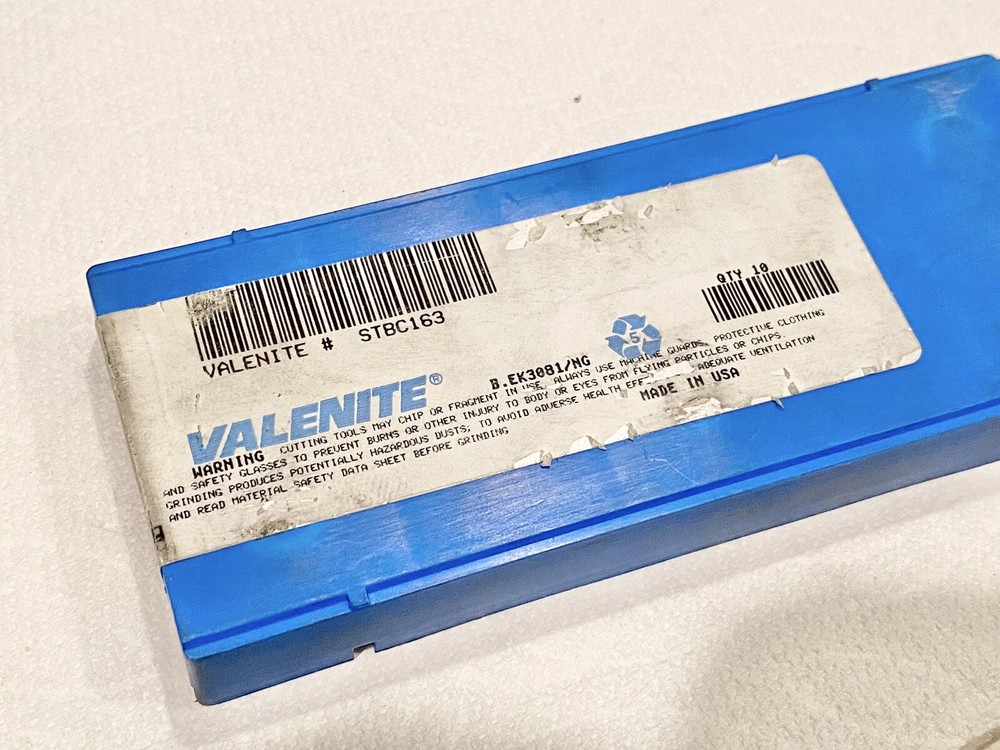 VALENITE # STBC163
QTY 10
VALENITE®
B.EK3081/NG
5
MADE IN USA
WARNING CUTTING TOOLS MAY CHIP OR FRAGMENT IN USE. ALWAYS USE MACHINE GUARDS, PROTECTIVE CLOTHING
AND SAFETY GLASSES TO PREVENT BURNS OR OTHER INJURY TO BODY OR EYES FROM FLYING PARTICLES OR CHIPS.
GRINDING PRODUCES POTENTIALLY HAZARDOUS DUSTS; TO AVOID ADVERSE HEALTH ADEQUATE VENTILATION
AND READ MATERIAL SAFETY DATA SHEET BEFORE GRINDING